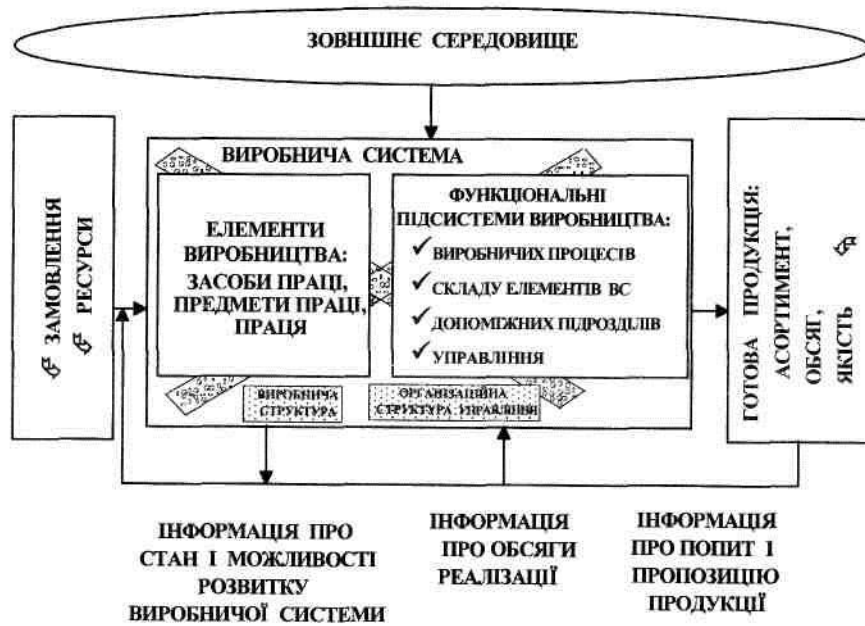 ЗОВНІШНЄ СЕРЕДОВИЩЕ
ЗАМОВЛЕННЯ
РЕСУРСИ
ВИРОБНИЧА СИСТЕМА
ЕЛЕМЕНТИ
ВИРОБНИЦТВА:
ЗАСОБИ ПРАЦІ,
ПРЕДМЕТИ ПРАЦІ,
ПРАЦЯ
ФУНКЦІОНАЛЬНІ
ПІДСИСТЕМИ ВИРОБНИЦТВА:
✓ ВИРОБНИЧИХ ПРОЦЕСІВ
✓ СКЛАДУ ЕЛЕМЕНТІВ ВС
✓ ДОПОМІЖНИХ ПІДРОЗДІЛІВ
✓ УПРАВЛІННЯ
ВИРОБНИЧА
СТРУКТУРА
ОРГАНІЗАЦІЙНА
СТРУКТУРА УПРАВЛІННЯ
ГОТОВА ПРОДУКЦІЯ:
АСОРТИМЕНТ,
ОБСЯГ,
ЯКІСТЬ
ІНФОРМАЦІЯ ПРО
СТАН І МОЖЛИВОСТІ
РОЗВИТКУ
ВИРОБНИЧОЇ СИСТЕМИ
ІНФОРМАЦІЯ
ПРО ОБСЯГИ
РЕАЛІЗАЦІЇ
ІНФОРМАЦІЯ
ПРО ПОПИТ І
ПРОПОЗИЦІЮ
ПРОДУКЦІЇ